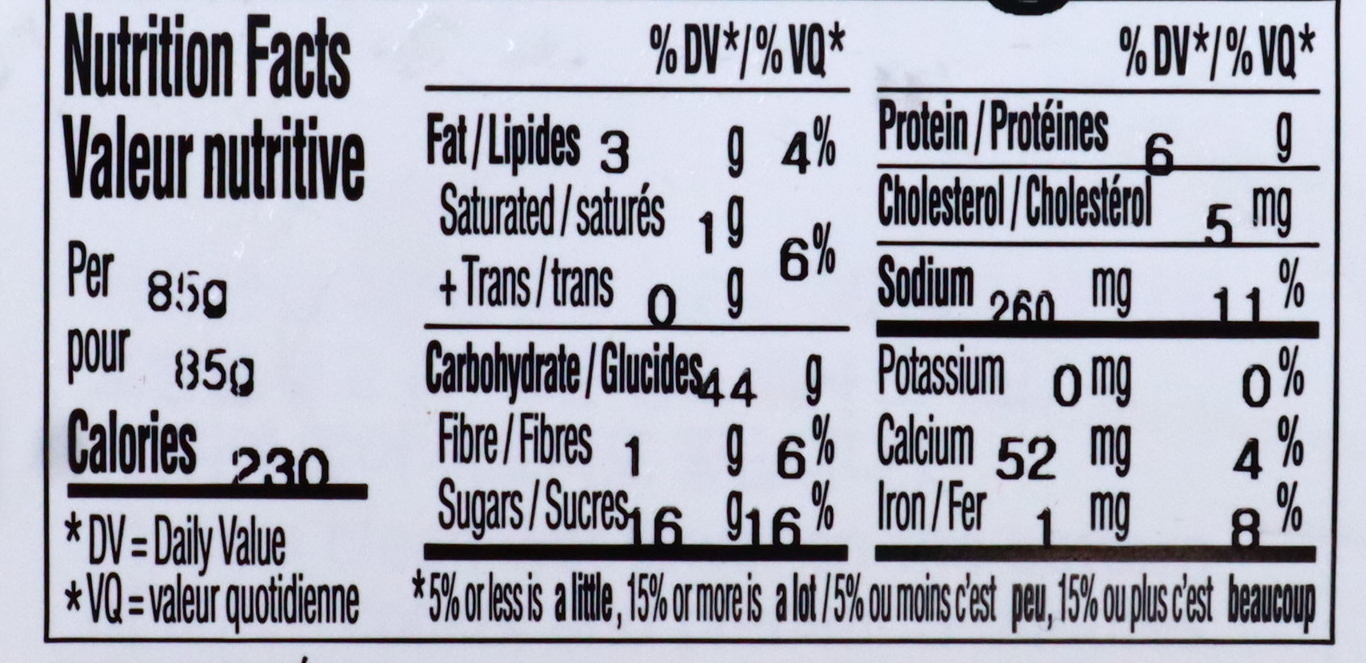 Nutrition Facts
Valeur nutritive
Per 85g
pour 85g
Calories 230
* DV = Daily Value
* VQ = valeur quotidienne
% DV*/% VQ*
Fat / Lipides 3 g 4%
Saturated / saturés 1 g
+ Trans / trans 0 g 6%
Carbohydrate / Glucides 44 g
Fibre / Fibres 1 g 6%
Sugars / Sucres 16 g 16%
% DV*/% VQ*
Protein / Protéines 6 g
Cholesterol / Cholestérol 5 mg
Sodium 260 mg 11%
Potassium 0 mg 0%
Calcium 52 mg 4%
Iron / Fer 1 mg 8%
*5% or less is a little, 15% or more is a lot / 5% ou moins c'est peu, 15% ou plus c'est beaucoup